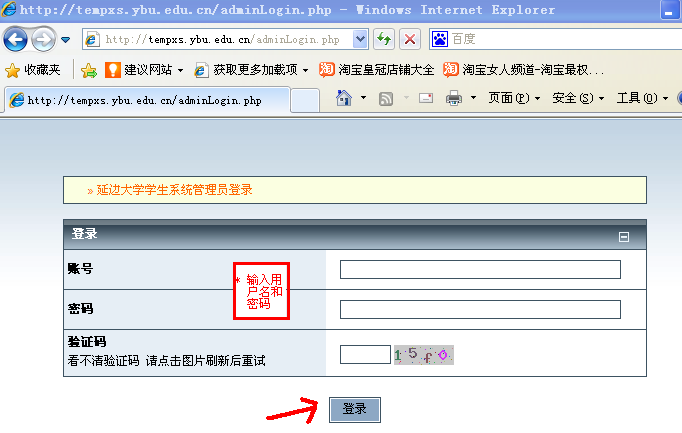 http://tempxs.ybu.edu.cn/adminLogin.php - Windows Internet Explorer
http://tempxs.ybu.edu.cn/adminLogin.php
百度
收藏夹
建议网站
获取更多加载项
淘宝皇冠店铺大全
淘宝女人频道-淘宝最权...
http://tempxs.ybu.edu.cn/adminLogin.php
页面(P)
安全(S)
工具(O)
» 延边大学学生系统管理员登录
登录
账号
* 输入用
户名和
密码
密码
验证码
看不清验证码 请点击图片刷新后重试
15f0
登录